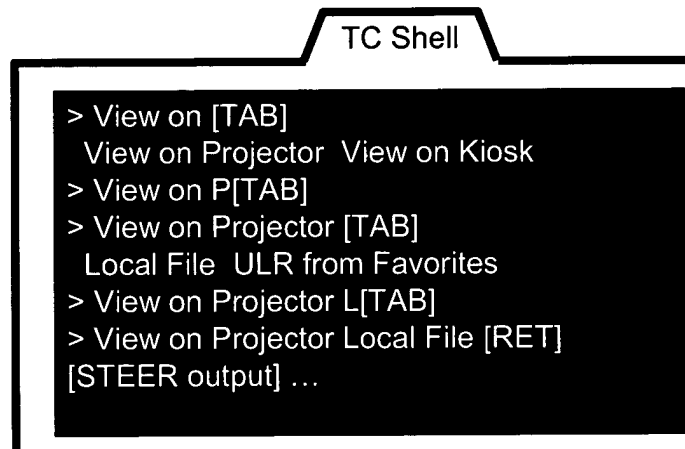 TC Shell
> View on [TAB]
View on Projector View on Kiosk
> View on P[TAB]
> View on Projector [TAB]
Local File ULR from Favorites
> View on Projector L[TAB]
> View on Projector Local File [RET]
[STEER output] ...